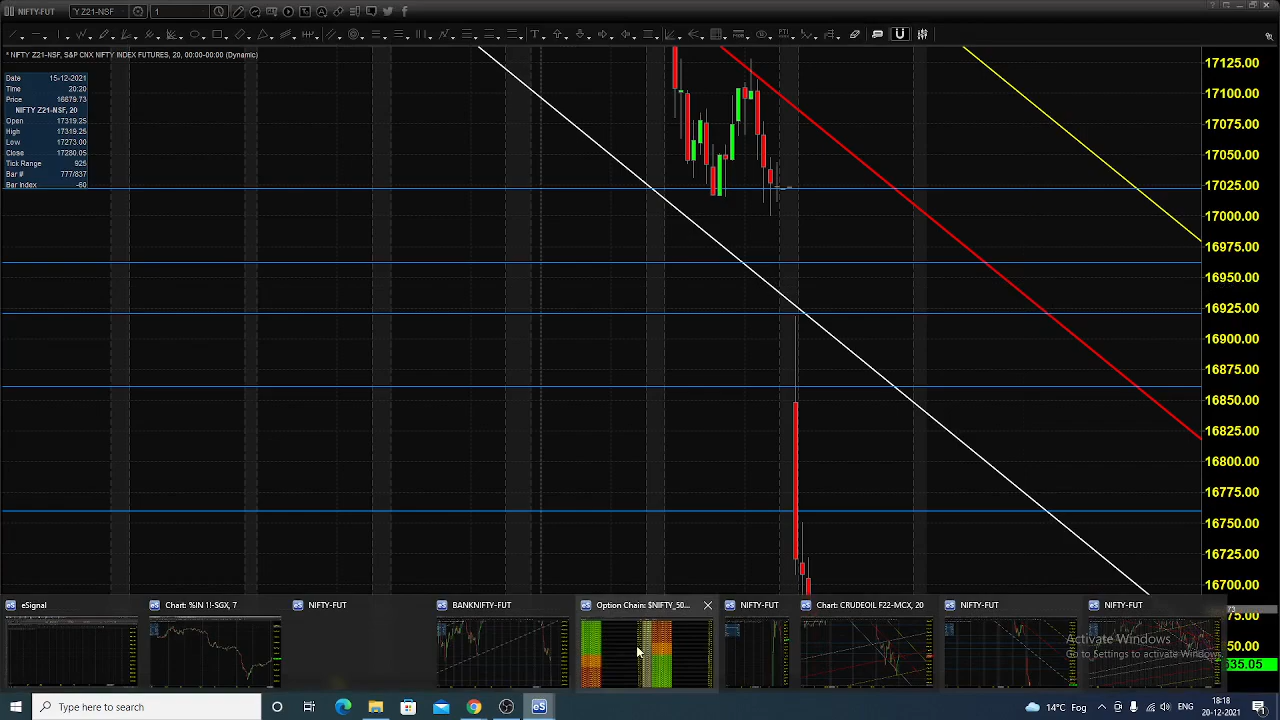 NIFTY-FUT
Z21-NSF
1
* NIFTY Z21-NSF, S&P CNX NIFTY INDEX FUTURES, 20, 00:00-00:00 (Dynamic)
Date 15-12-2021
Time 20:20
Price 16879.73
NIFTY Z21-NSF, 20
Open 17319.25
High 17319.25
Low 17273.00
Close 17280.05
Tick Range 925
Bar Index -60
17125.00
17100.00
17075.00
17050.00
17025.00
17000.00
16975.00
16950.00
16925.00
16900.00
16875.00
16850.00
16825.00
16800.00
16775.00
16750.00
16725.00
16700.00
eSignal
Chart: %IN 1!-SGX, 7
NIFTY-FUT
BANKNIFTY-FUT
Option Chain: $NIFTY_50...
NIFTY-FUT
Chart: CRUDEOIL F22-MCX, 20
NIFTY-FUT
NIFTY-FUT
Activate Windows
Go to Settings to activate Windows.
535.05
Type here to search
14°C Fog
ENG
18:18
20-12-2021